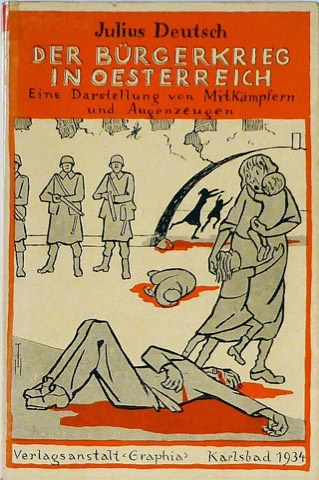 Julius Deutsch
DER BÜRGERKRIEG
IN OESTERREICH
Eine Darstellung von Mitkämpfern
und Augenzeugen
Verlagsanstalt <Graphia> Karlsbad 1934